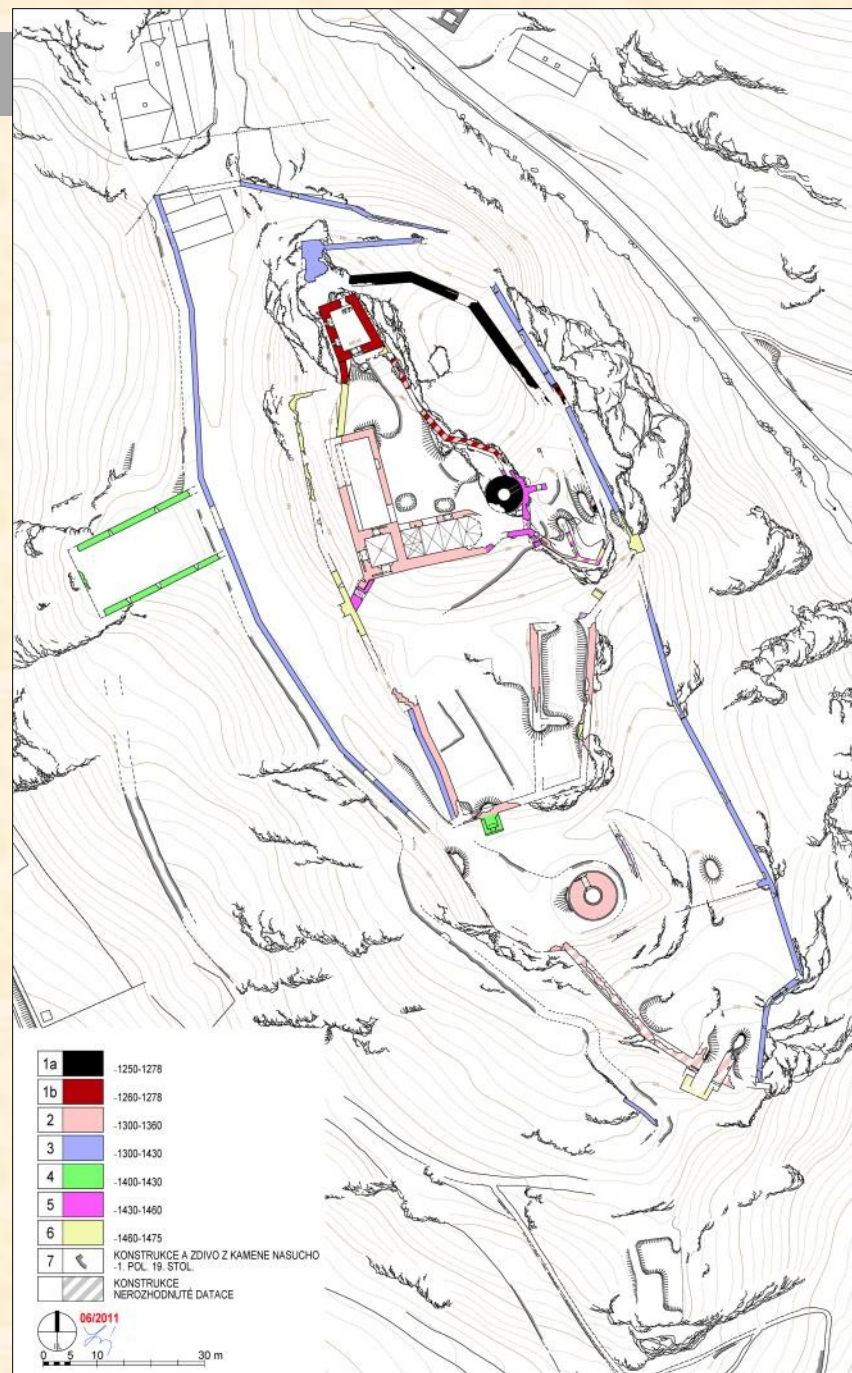 1a -1250-1278
1b -1260-1278
2 -1300-1360
3 -1300-1430
4 -1400-1430
5 -1430-1460
6 -1460-1475
7 KONSTRUKCE A ZDIVO Z KAMENE NASUCHO
-1. POL. 19. STOL.
KONSTRUKCE
NEROZHODNUTÉ DATACE
06/2011
0 5 10 30 m